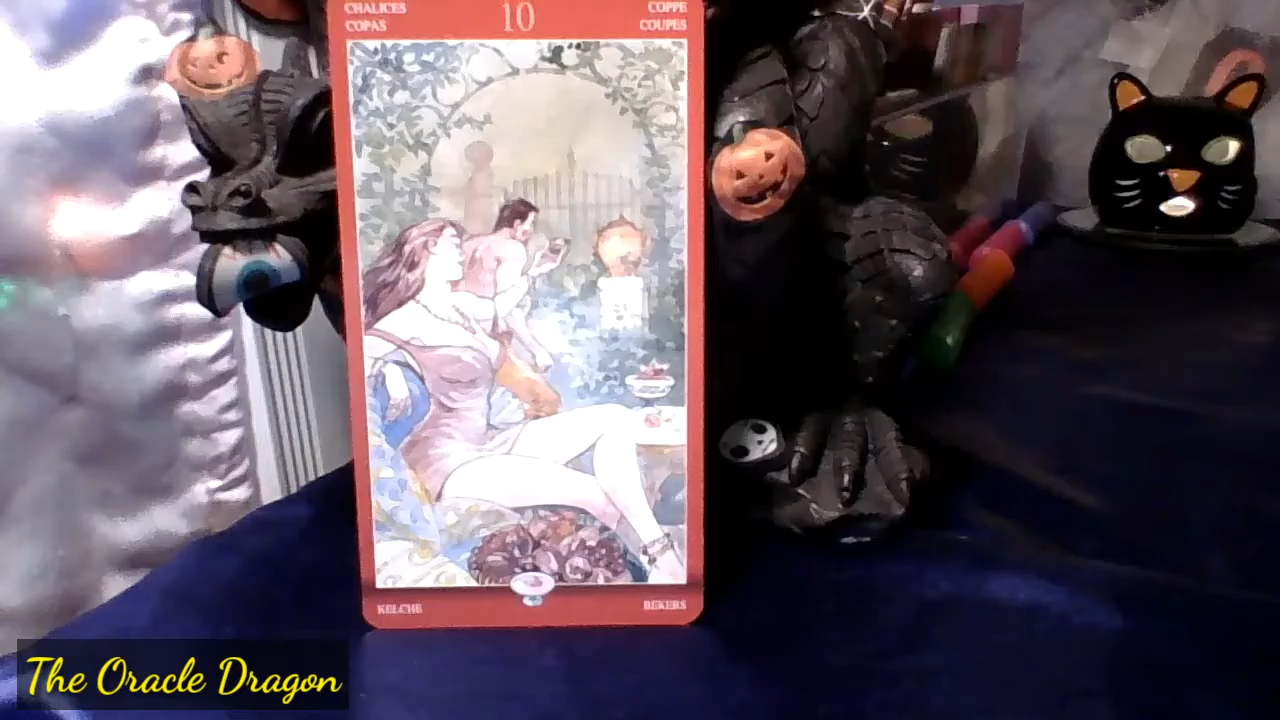 CHALICES
COPAS
10
COPPE
COUPES
KELCHE
BEKERS
The Oracle Dragon